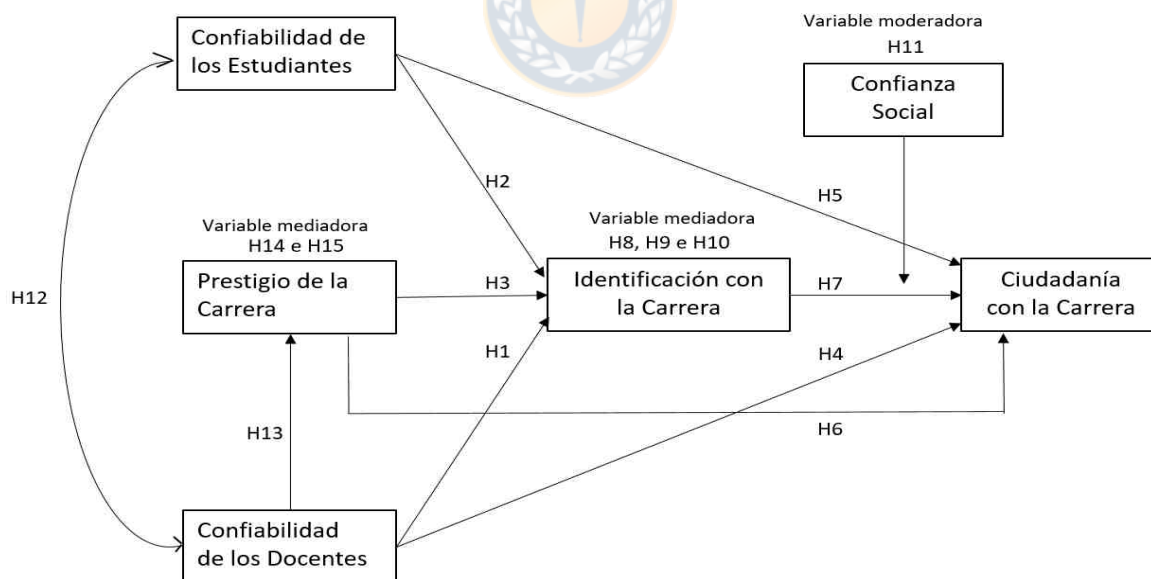 Confiabilidad de
los Estudiantes
Variable moderadora
H11
Confianza
Social
H2
H5
Variable mediadora
H14 e H15
Variable mediadora
H8, H9 e H10
H12
Prestigio de la
Carrera
H3
Identificación con
la Carrera
H7
Ciudadanía
con la Carrera
H1
H4
H13
H6
Confiabilidad
de los Docentes